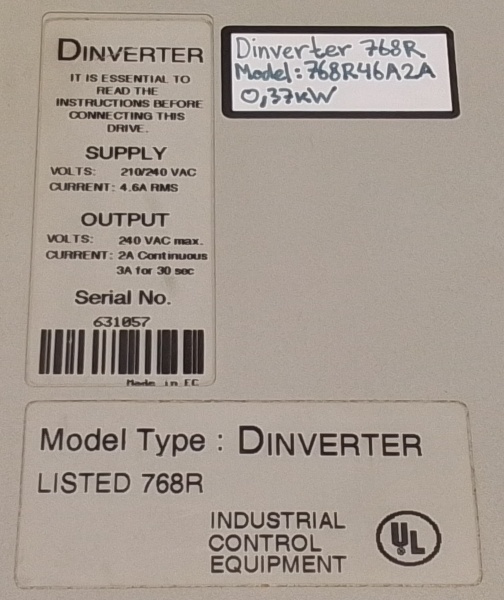 DINVERTER
IT IS ESSENTIAL TO
READ THE
INSTRUCTIONS BEFORE
CONNECTING THIS
DRIVE.
SUPPLY
VOLTS: 210/240 VAC
CURRENT: 4.6A RMS
OUTPUT
VOLTS: 240 VAC max.
CURRENT: 2A Continuous
3A for 30 sec
Serial No.
631057
Made in EC
Dinverter 768R
Model: 768R46A2A
0,37kW
Model Type : DINVERTER
LISTED 768R
INDUSTRIAL
CONTROL
EQUIPMENT
UL